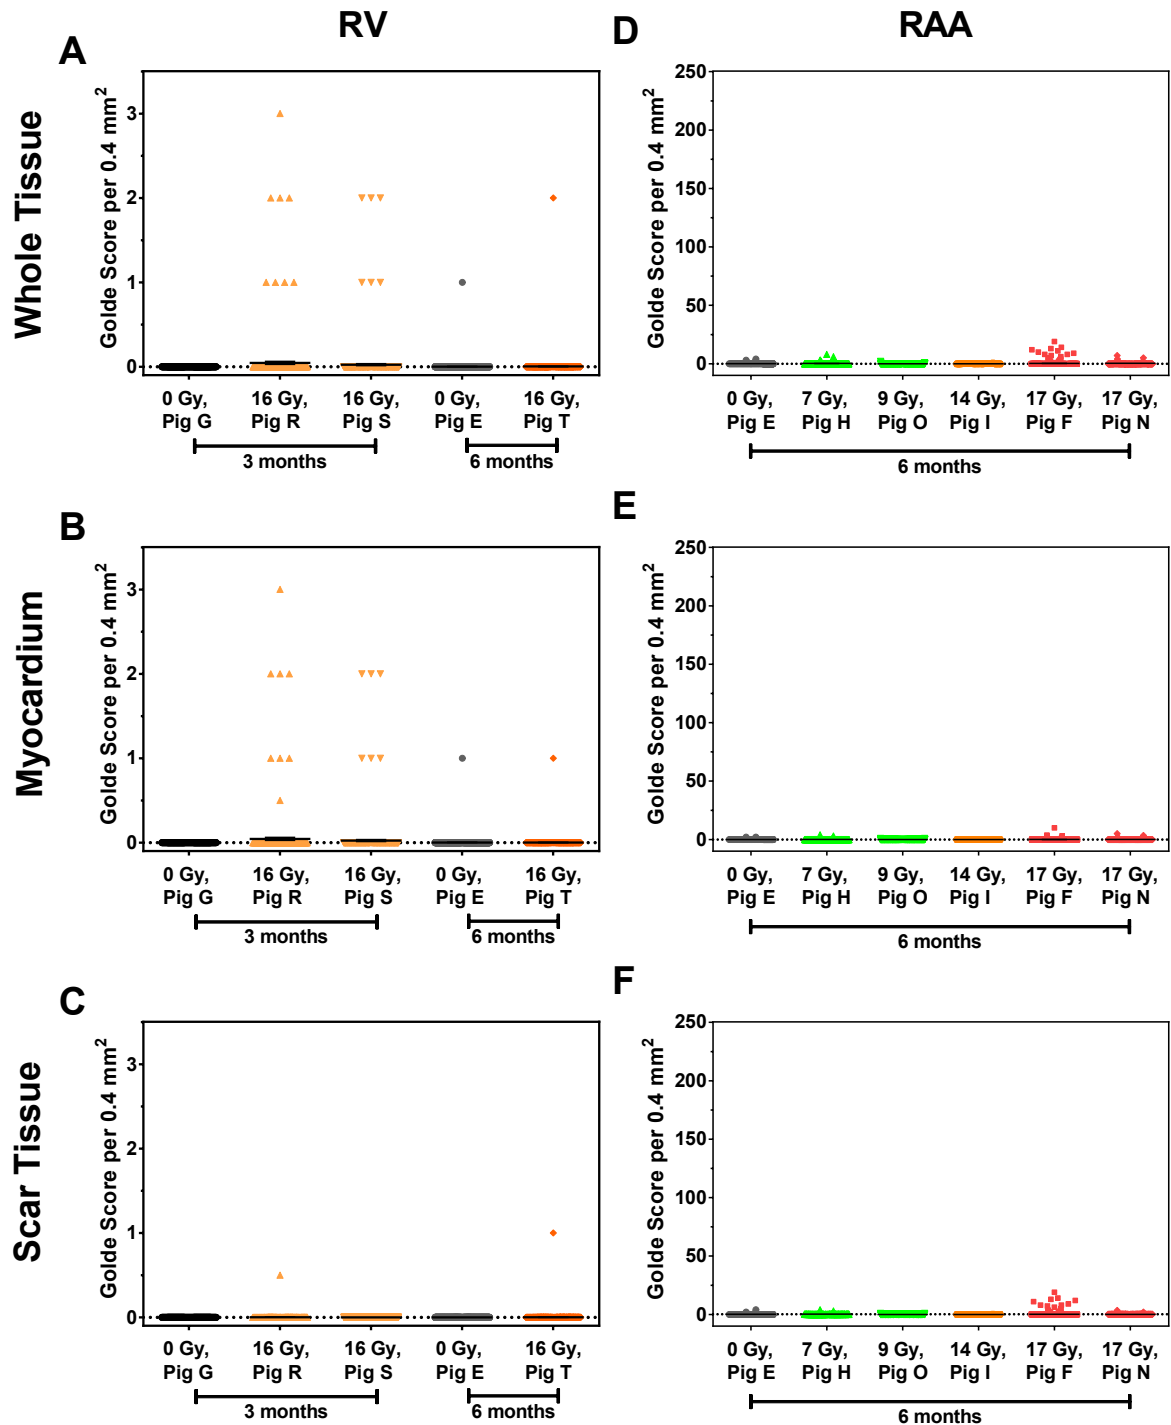 RV
RAA
Whole Tissue
Myocardium
Scar Tissue
A
Golde Score per 0.4 mm²
3
2
1
0
0 Gy, Pig G
16 Gy, Pig R
16 Gy, Pig S
0 Gy, Pig E
16 Gy, Pig T
3 months
6 months
D
Golde Score per 0.4 mm²
250
200
150
100
50
0
0 Gy, Pig E
7 Gy, Pig H
9 Gy, Pig O
14 Gy, Pig I
17 Gy, Pig F
17 Gy, Pig N
6 months
B
Golde Score per 0.4 mm²
3
2
1
0
0 Gy, Pig G
16 Gy, Pig R
16 Gy, Pig S
0 Gy, Pig E
16 Gy, Pig T
3 months
6 months
E
Golde Score per 0.4 mm²
250
200
150
100
50
0
0 Gy, Pig E
7 Gy, Pig H
9 Gy, Pig O
14 Gy, Pig I
17 Gy, Pig F
17 Gy, Pig N
6 months
C
Golde Score per 0.4 mm²
3
2
1
0
0 Gy, Pig G
16 Gy, Pig R
16 Gy, Pig S
0 Gy, Pig E
16 Gy, Pig T
3 months
6 months
F
Golde Score per 0.4 mm²
250
200
150
100
50
0
0 Gy, Pig E
7 Gy, Pig H
9 Gy, Pig O
14 Gy, Pig I
17 Gy, Pig F
17 Gy, Pig N
6 months